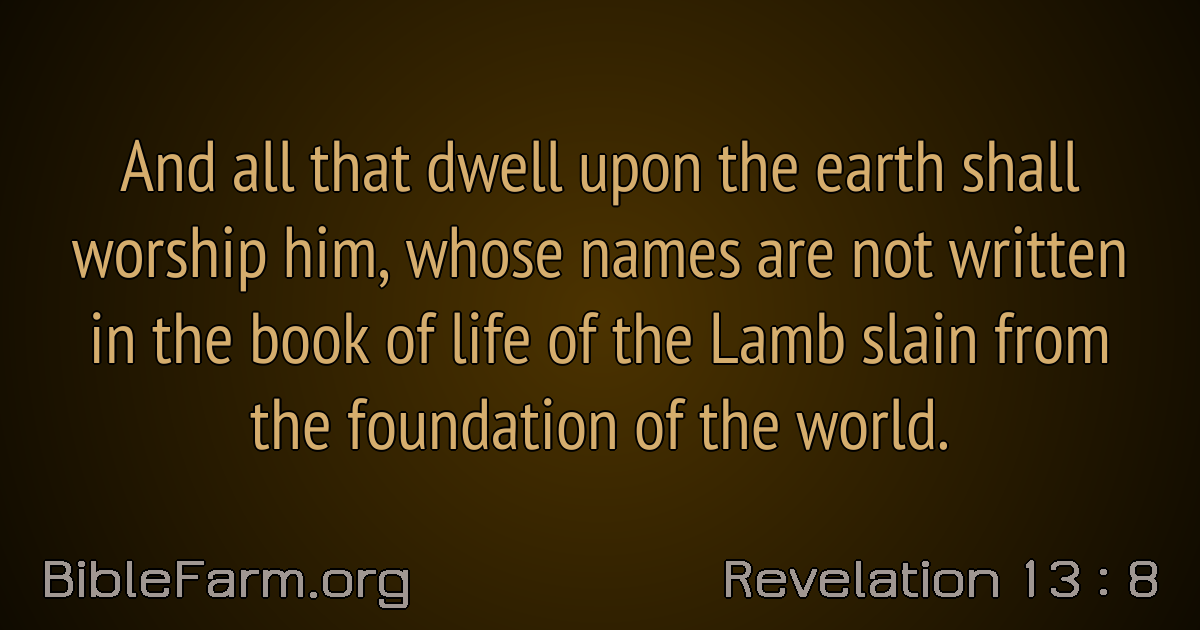 And all that dwell upon the earth shall
worship him, whose names are not written
in the book of life of the Lamb slain from
the foundation of the world.
BibleFarm.org
Revelation 13 : 8